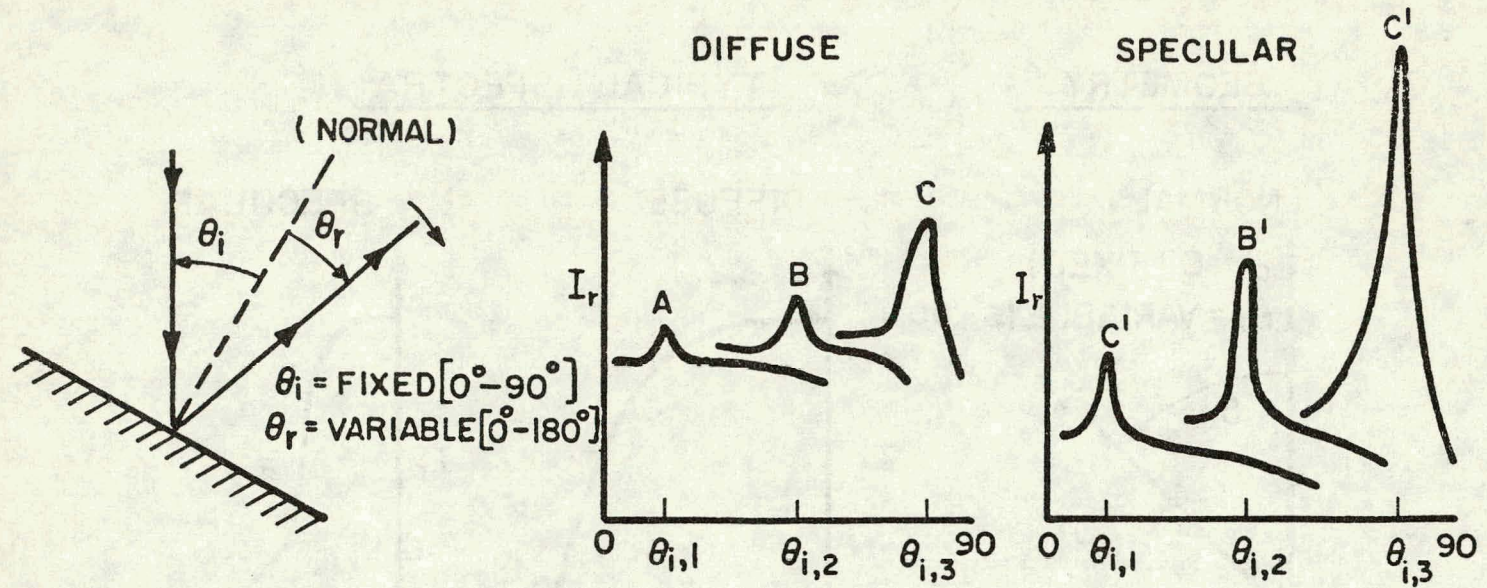 (NORMAL)
θi
θr
θi = FIXED[0°-90°]
θr = VARIABLE[0°-180°]
DIFFUSE
Ir
A
B
C
0
θi,1
θi,2
θi,3
90
SPECULAR
Ir
C'
B'
C'
0
θi,1
θi,2
θi,3
90